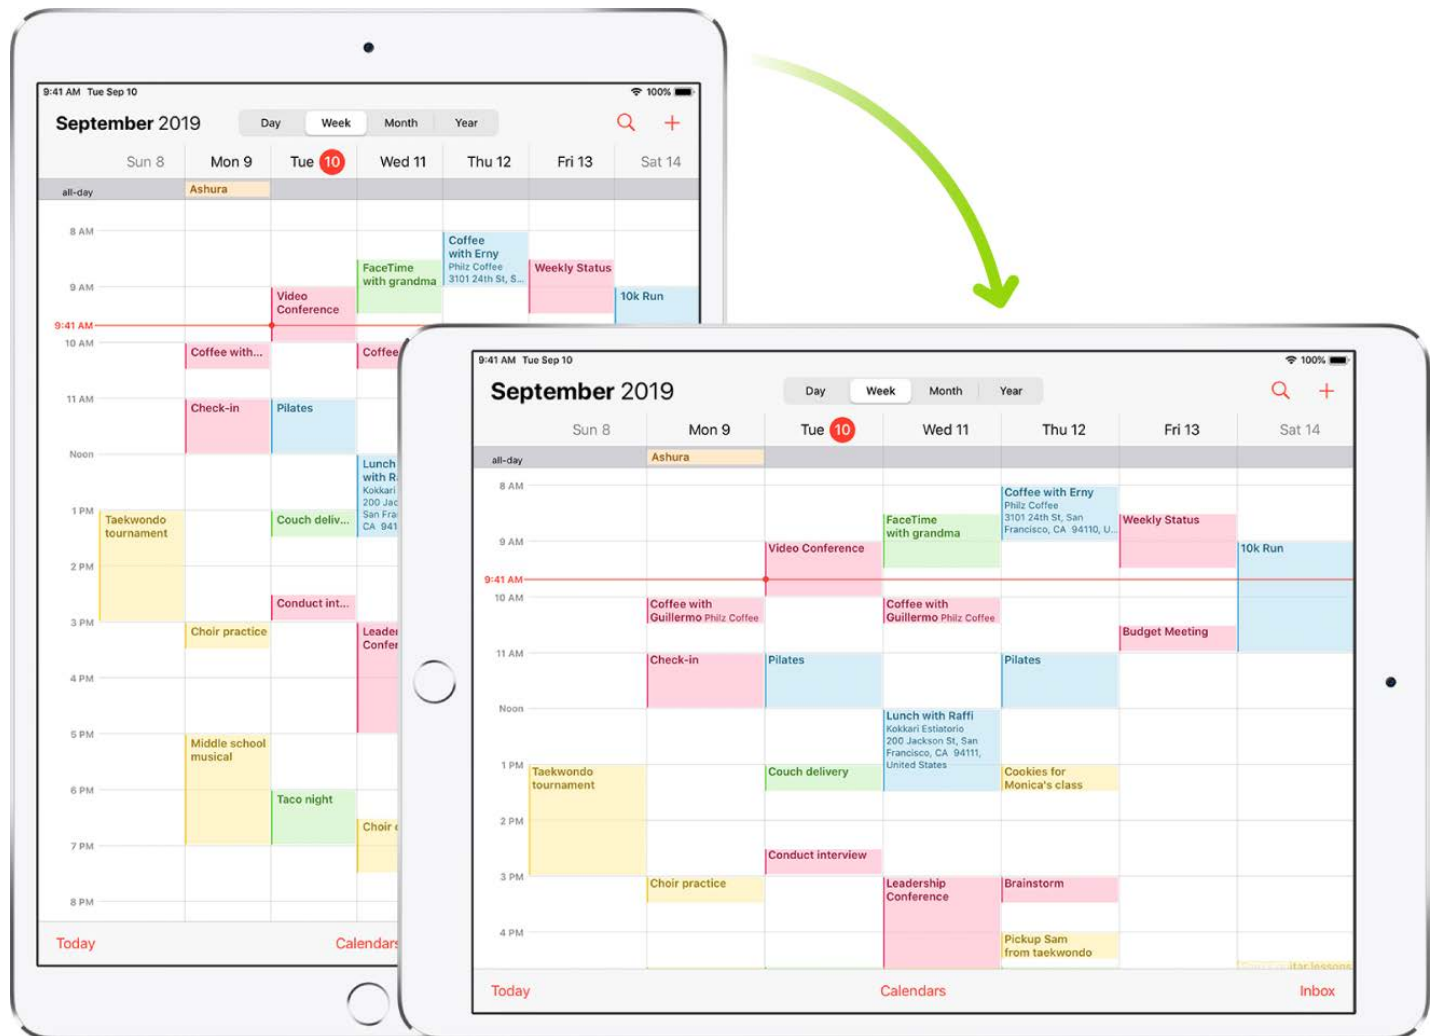 9:41 AM Tue Sep 10
100%
September 2019
Day Week Month Year
Sun 8 Mon 9 Tue 10 Wed 11 Thu 12 Fri 13 Sat 14
all-day
Ashura
8 AM
9 AM
9:41 AM
10 AM
11 AM
Noon
1 PM
2 PM
3 PM
4 PM
5 PM
6 PM
7 PM
8 PM
Taekwondo
tournament
Coffee with...
Check-in
Choir practice
Middle school
musical
Video
Conference
Pilates
Couch deliv...
Conduct int...
Taco night
FaceTime
with grandma
Coffee
Lunch
with R
Kokkari
200 Jac
San Fra
CA 941
Leader
Confer
Choir
Coffee
with Erny
Philz Coffee
3101 24th St, S...
Weekly Status
10k Run
Today
Calendars
9:41 AM Tue Sep 10
100%
September 2019
Day Week Month Year
Sun 8 Mon 9 Tue 10 Wed 11 Thu 12 Fri 13 Sat 14
all-day
Ashura
8 AM
9 AM
9:41 AM
10 AM
11 AM
Noon
1 PM
2 PM
3 PM
4 PM
Taekwondo
tournament
Coffee with
Guillermo Philz Coffee
Check-in
Choir practice
Video Conference
Pilates
Couch delivery
Conduct interview
FaceTime
with grandma
Coffee with
Guillermo Philz Coffee
Lunch with Raffi
Kokkari Estiatorio
200 Jackson St, San
Francisco, CA 94111,
United States
Leadership
Conference
Coffee with Erny
Philz Coffee
3101 24th St, San
Francisco, CA 94110, U...
Pilates
Cookies for
Monica's class
Brainstorm
Pickup Sam
from taekwondo
Weekly Status
Budget Meeting
10k Run
lessons
Today
Calendars
Inbox